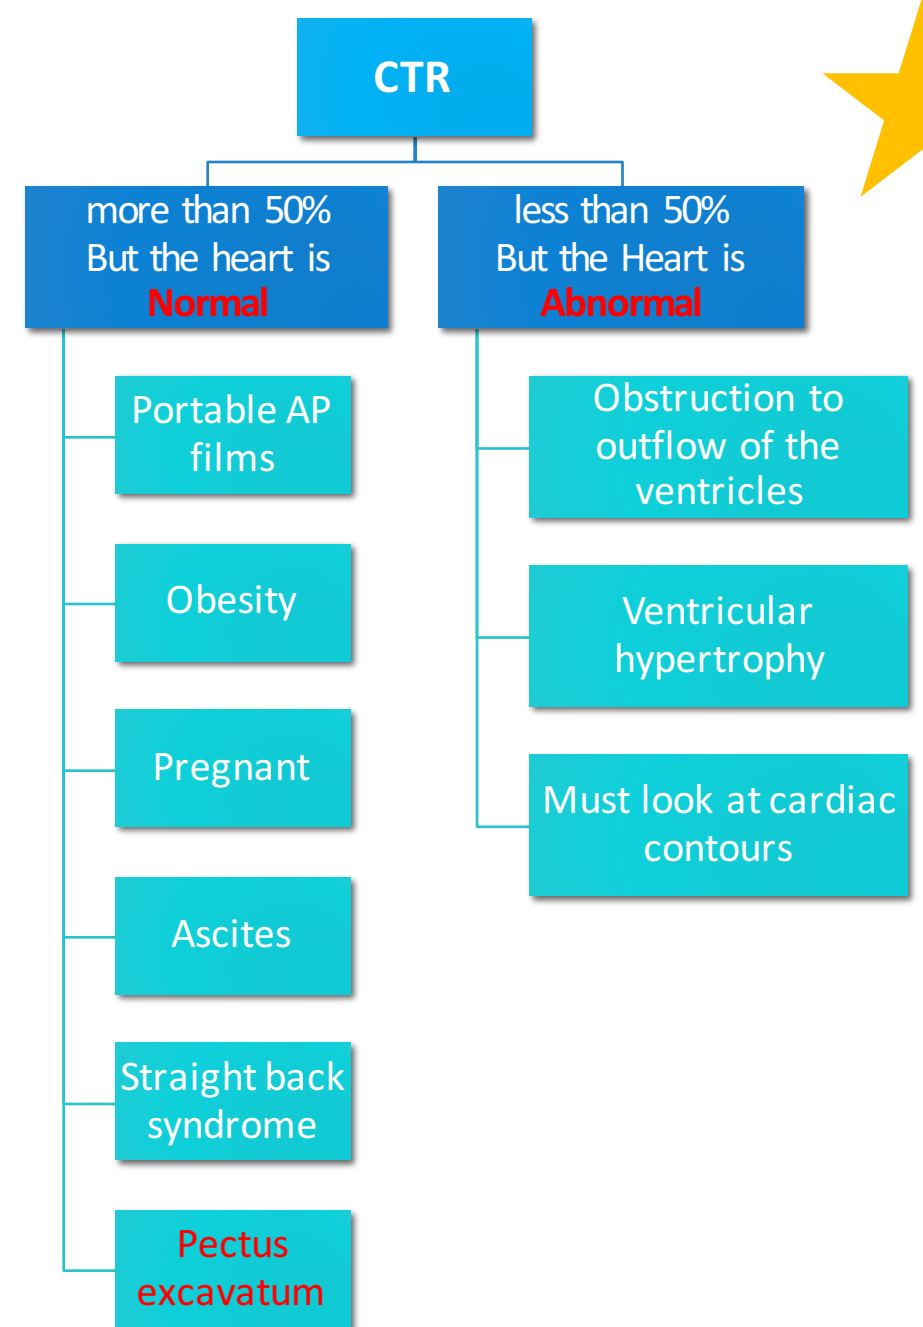 CTR
more than 50%
But the heart is
Normal
Portable AP
films
Obesity
Pregnant
Ascites
Straight back
syndrome
Pectus
excavatum
less than 50%
But the Heart is
Abnormal
Obstruction to
outflow of the
ventricles
Ventricular
hypertrophy
Must look at cardiac
contours